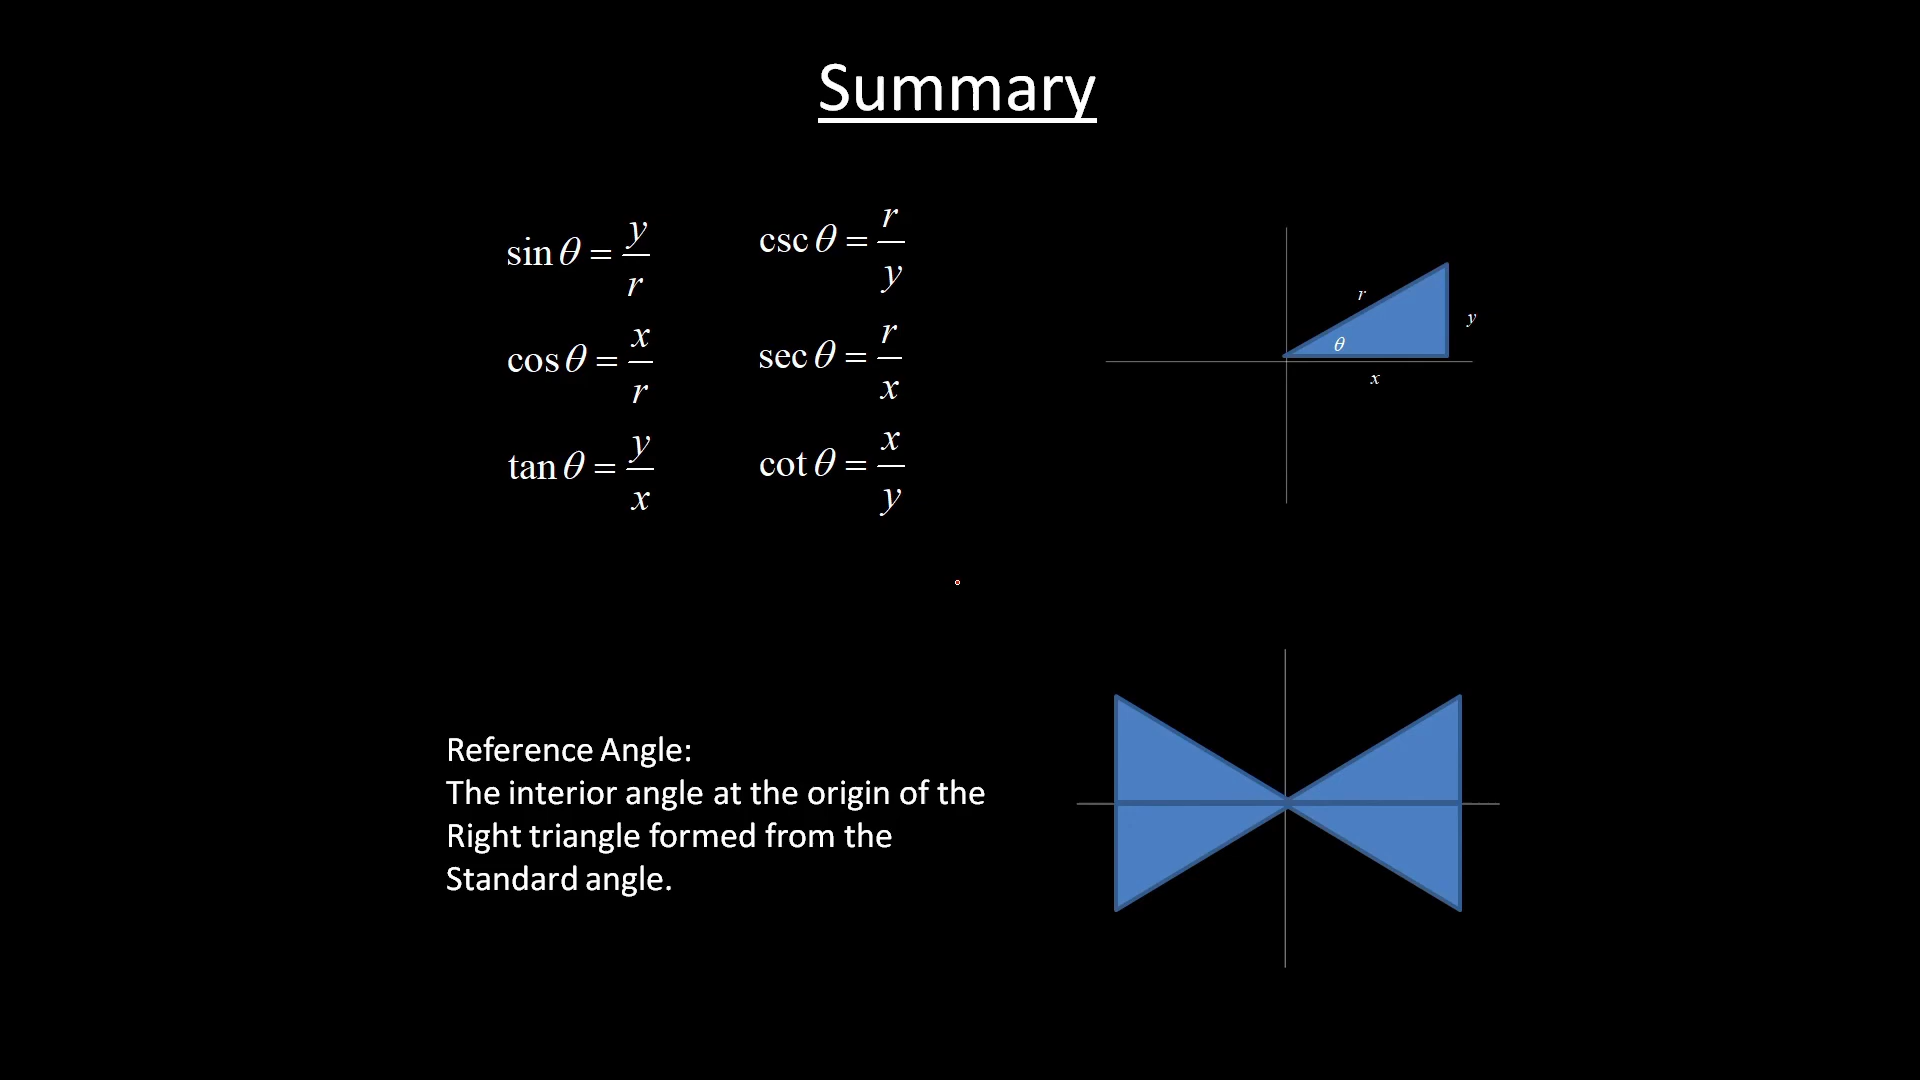 Summary
sin θ = y/r
csc θ = r/y
cos θ = x/r
sec θ = r/x
tan θ = y/x
cot θ = x/y
r
y
θ
x
Reference Angle:
The interior angle at the origin of the
Right triangle formed from the
Standard angle.